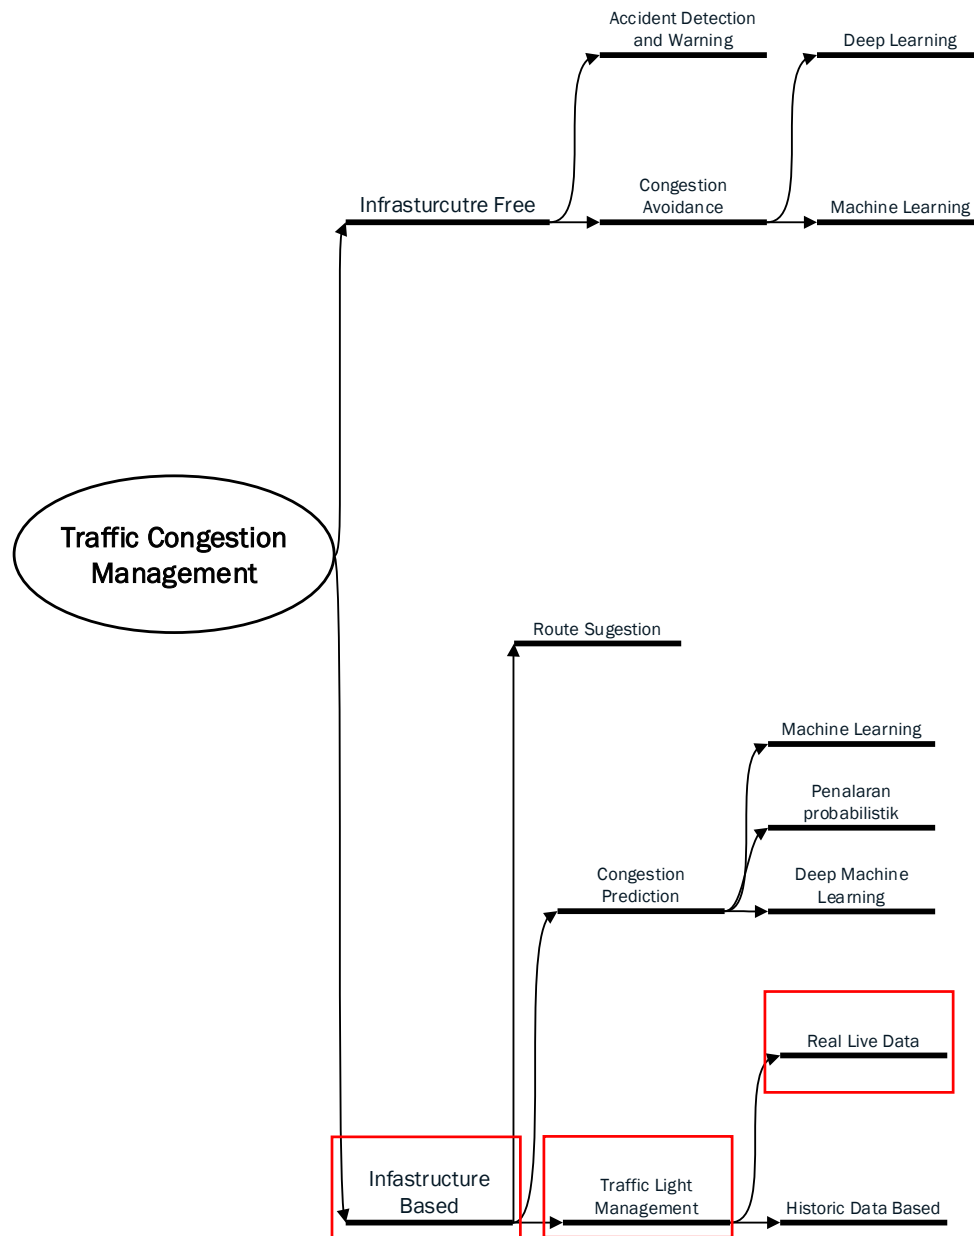 Accident Detection
and Warning
Deep Learning
Infrasturcutre Free
Congestion
Avoidance
Machine Learning
Traffic Congestion
Management
Route Sugestion
Machine Learning
Penalaran
probabilistik
Congestion
Prediction
Deep Machine
Learning
Real Live Data
Infastructure
Based
Traffic Light
Management
Historic Data Based